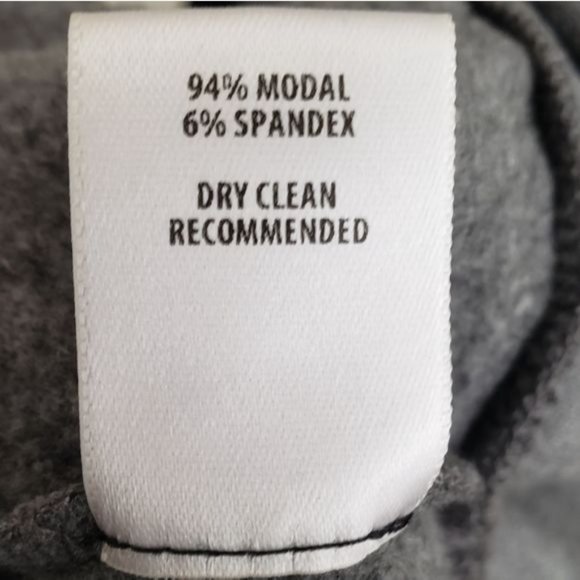 94% MODAL
6% SPANDEX
DRY CLEAN
RECOMMENDED